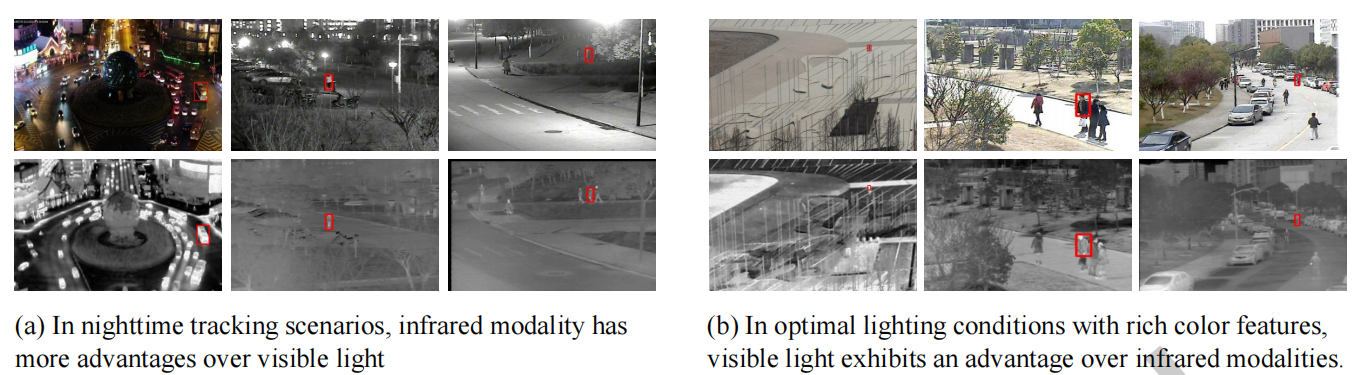 (a) In nighttime tracking scenarios, infrared modality has
more advantages over visible light
(b) In optimal lighting conditions with rich color features,
visible light exhibits an advantage over infrared modalities.